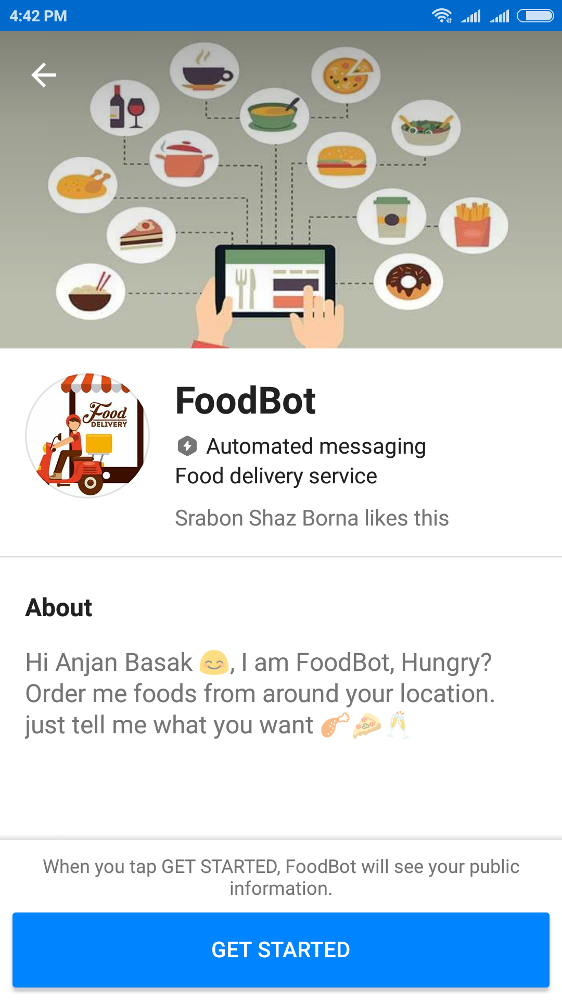 4:42 PM
FoodBot
Food
DELIVERY
Automated messaging
Food delivery service
Srabon Shaz Borna likes this
About
Hi Anjan Basak 😊, I am FoodBot, Hungry?
Order me foods from around your location.
just tell me what you want 🍗🍕🥂
When you tap GET STARTED, FoodBot will see your public
information.
GET STARTED